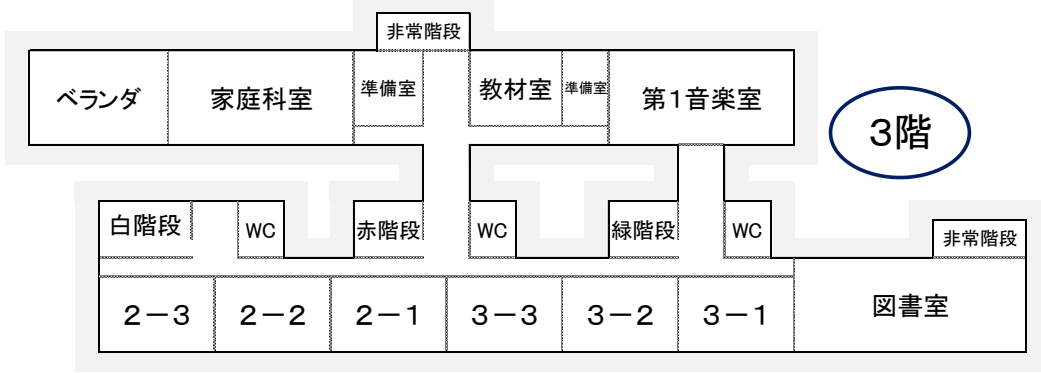 非常階段
ベランダ
家庭科室
準備室
教材室
準備室
第１音楽室
３階
白階段
WC
赤階段
WC
緑階段
WC
非常階段
２－３
２－２
２－１
３－３
３－２
３－１
図書室